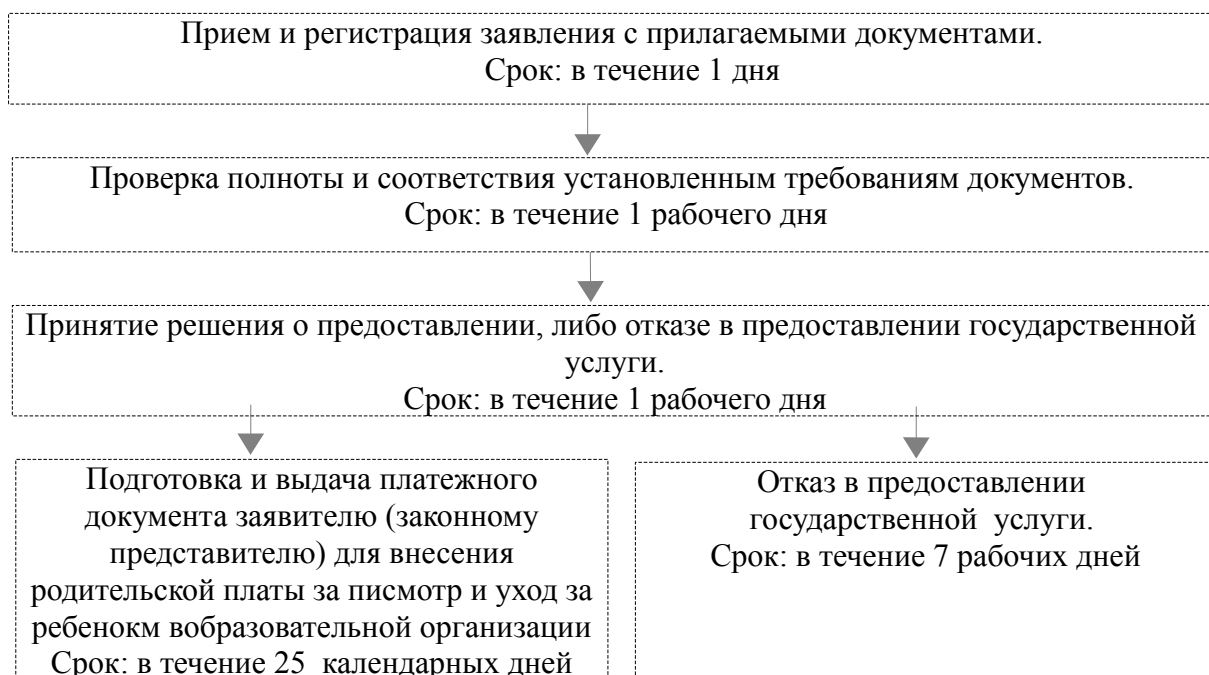 Прием и регистрация заявления с прилагаемыми документами.
Срок: в течение 1 дня
Проверка полноты и соответствия установленным требованиям документов.
Срок: в течение 1 рабочего дня
Принятие решения о предоставлении, либо отказе в предоставлении государственной
услуги.
Срок: в течение 1 рабочего дня
Подготовка и выдача платежного
документа заявителю (законному
представителю) для внесения
родительской платы за писмотр и уход за
ребенокм вобразовательной организации
Срок: в течение 25 календарных дней
Отказ в предоставлении
государственной услуги.
Срок: в течение 7 рабочих дней